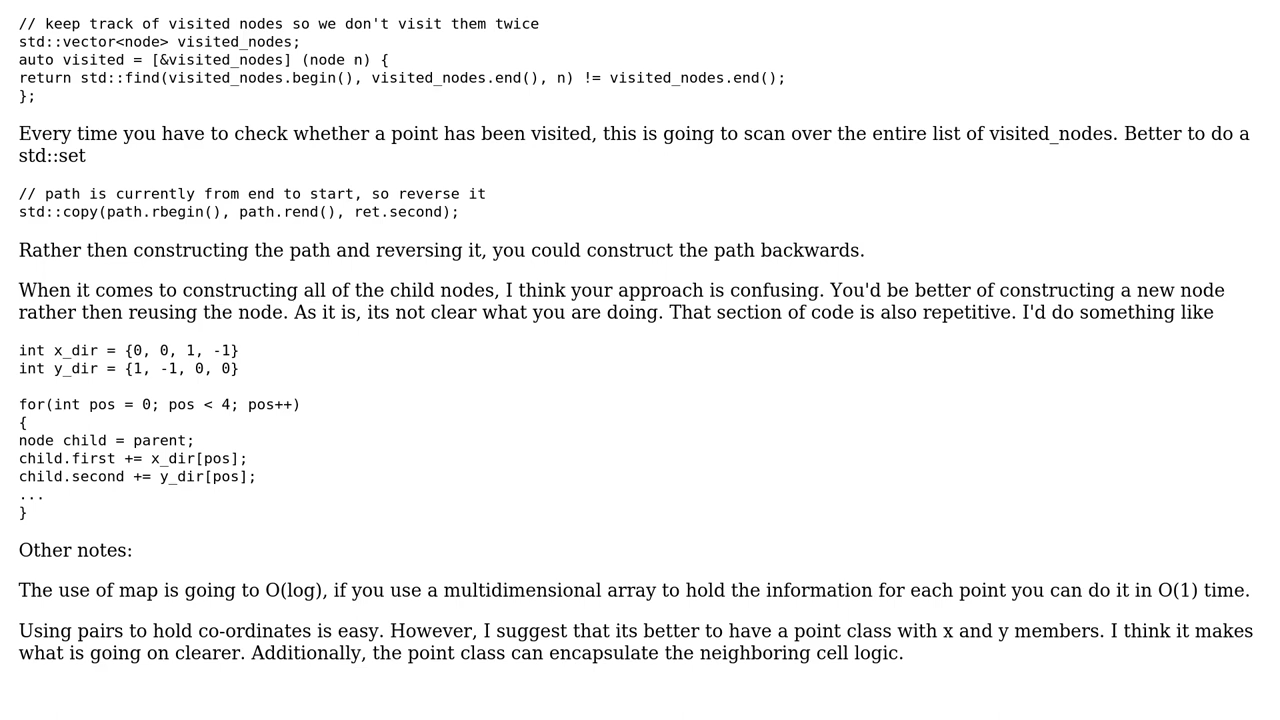 // keep track of visited nodes so we don't visit them twice
std::vector<node> visited_nodes;
auto visited = [&visited_nodes] (node n) {
return std::find(visited_nodes.begin(), visited_nodes.end(), n) != visited_nodes.end();
};
Every time you have to check whether a point has been visited, this is going to scan over the entire list of visited_nodes. Better to do a
std::set
// path is currently from end to start, so reverse it
std::copy(path.rbegin(), path.rend(), ret.second);
Rather then constructing the path and reversing it, you could construct the path backwards.
When it comes to constructing all of the child nodes, I think your approach is confusing. You'd be better of constructing a new node
rather then reusing the node. As it is, its not clear what you are doing. That section of code is also repetitive. I'd do something like
int x_dir = {0, 0, 1, -1}
int y_dir = {1, -1, 0, 0}
for(int pos = 0; pos < 4; pos++)
{
node child = parent;
child.first += x_dir[pos];
child.second += y_dir[pos];
...
}
Other notes:
The use of map is going to O(log), if you use a multidimensional array to hold the information for each point you can do it in O(1) time.
Using pairs to hold co-ordinates is easy. However, I suggest that its better to have a point class with x and y members. I think it makes
what is going on clearer. Additionally, the point class can encapsulate the neighboring cell logic.